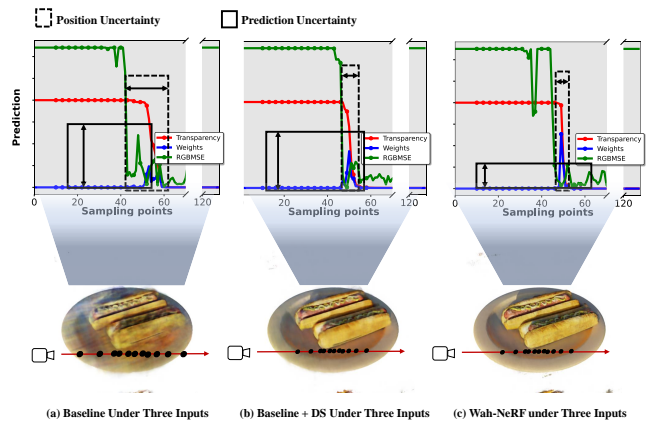 Position Uncertainty Prediction Uncertainty
Prediction
Transparency
Weights
RGBMSE
0 20 40 60 120
Sampling points
Transparency
Weights
RGBMSE
0 20 40 60 120
Sampling points
Transparency
Weights
RGBMSE
0 20 40 60 120
Sampling points
(a) Baseline Under Three Inputs (b) Baseline + DS Under Three Inputs (c) Wah-NeRF under Three Inputs